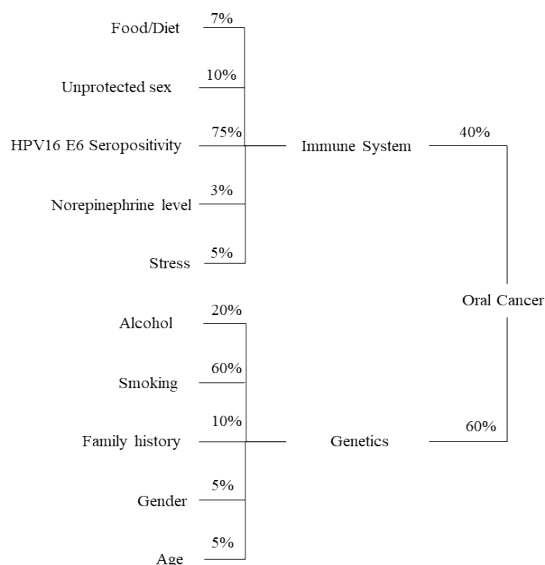 7%
Food/Diet
10%
Unprotected sex
75%
HPV16 E6 Seropositivity
Immune System
40%
3%
Norepinephrine level
5%
Stress
Oral Cancer
20%
Alcohol
60%
Smoking
10%
Family history
Genetics
60%
5%
Gender
5%
Age